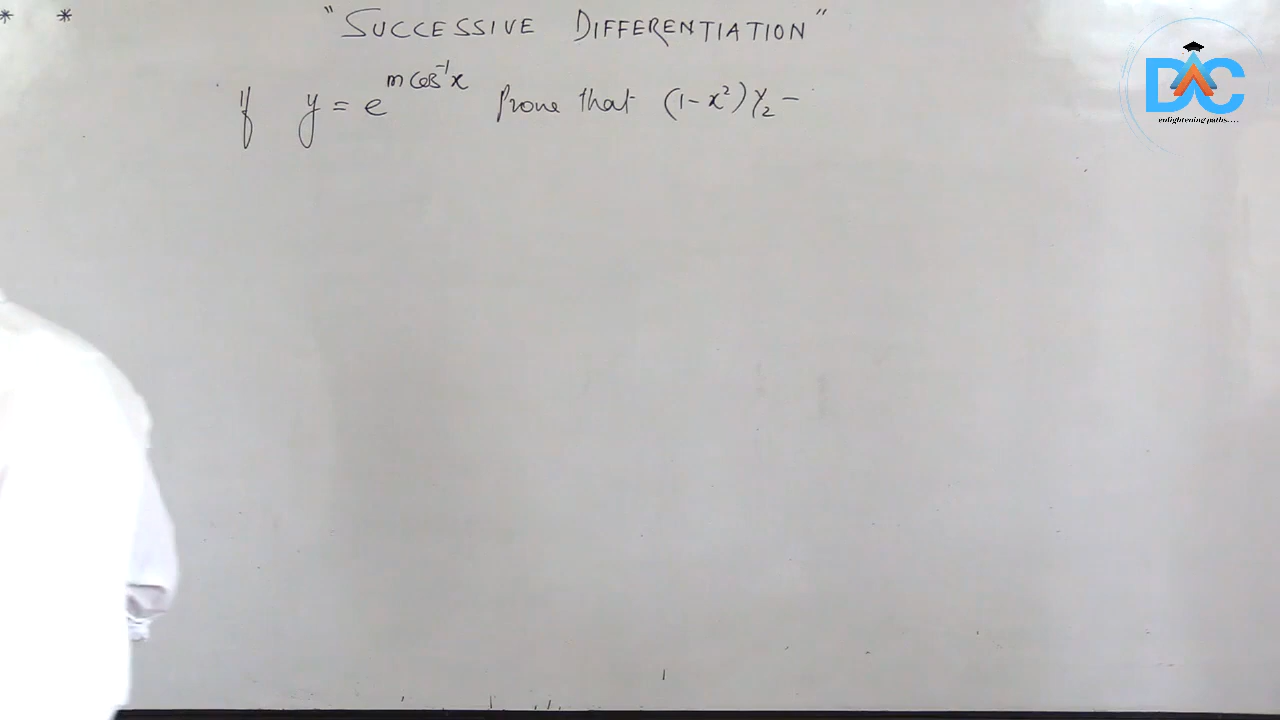 * * "SUCCESSIVE DIFFERENTIATION"
If y = e^{m cos⁻¹x} Prove that (1-x²)y₂ -
DAC
enlightening paths....